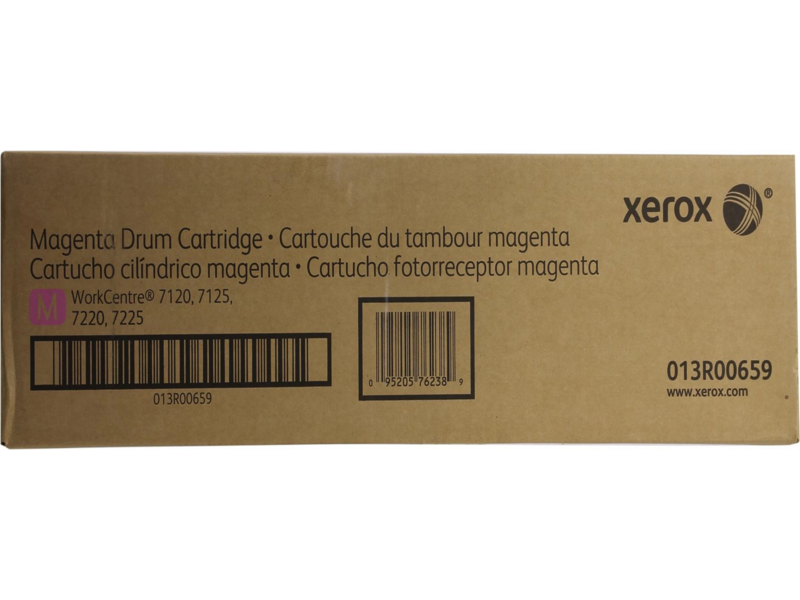 xerox ®
Magenta Drum Cartridge • Cartouche du tambour magenta
Cartucho cilíndrico magenta • Cartucho fotorreceptor magenta
M
WorkCentre® 7120, 7125,
7220, 7225
013R00659
0 95205 76238 9
013R00659
www.xerox.com